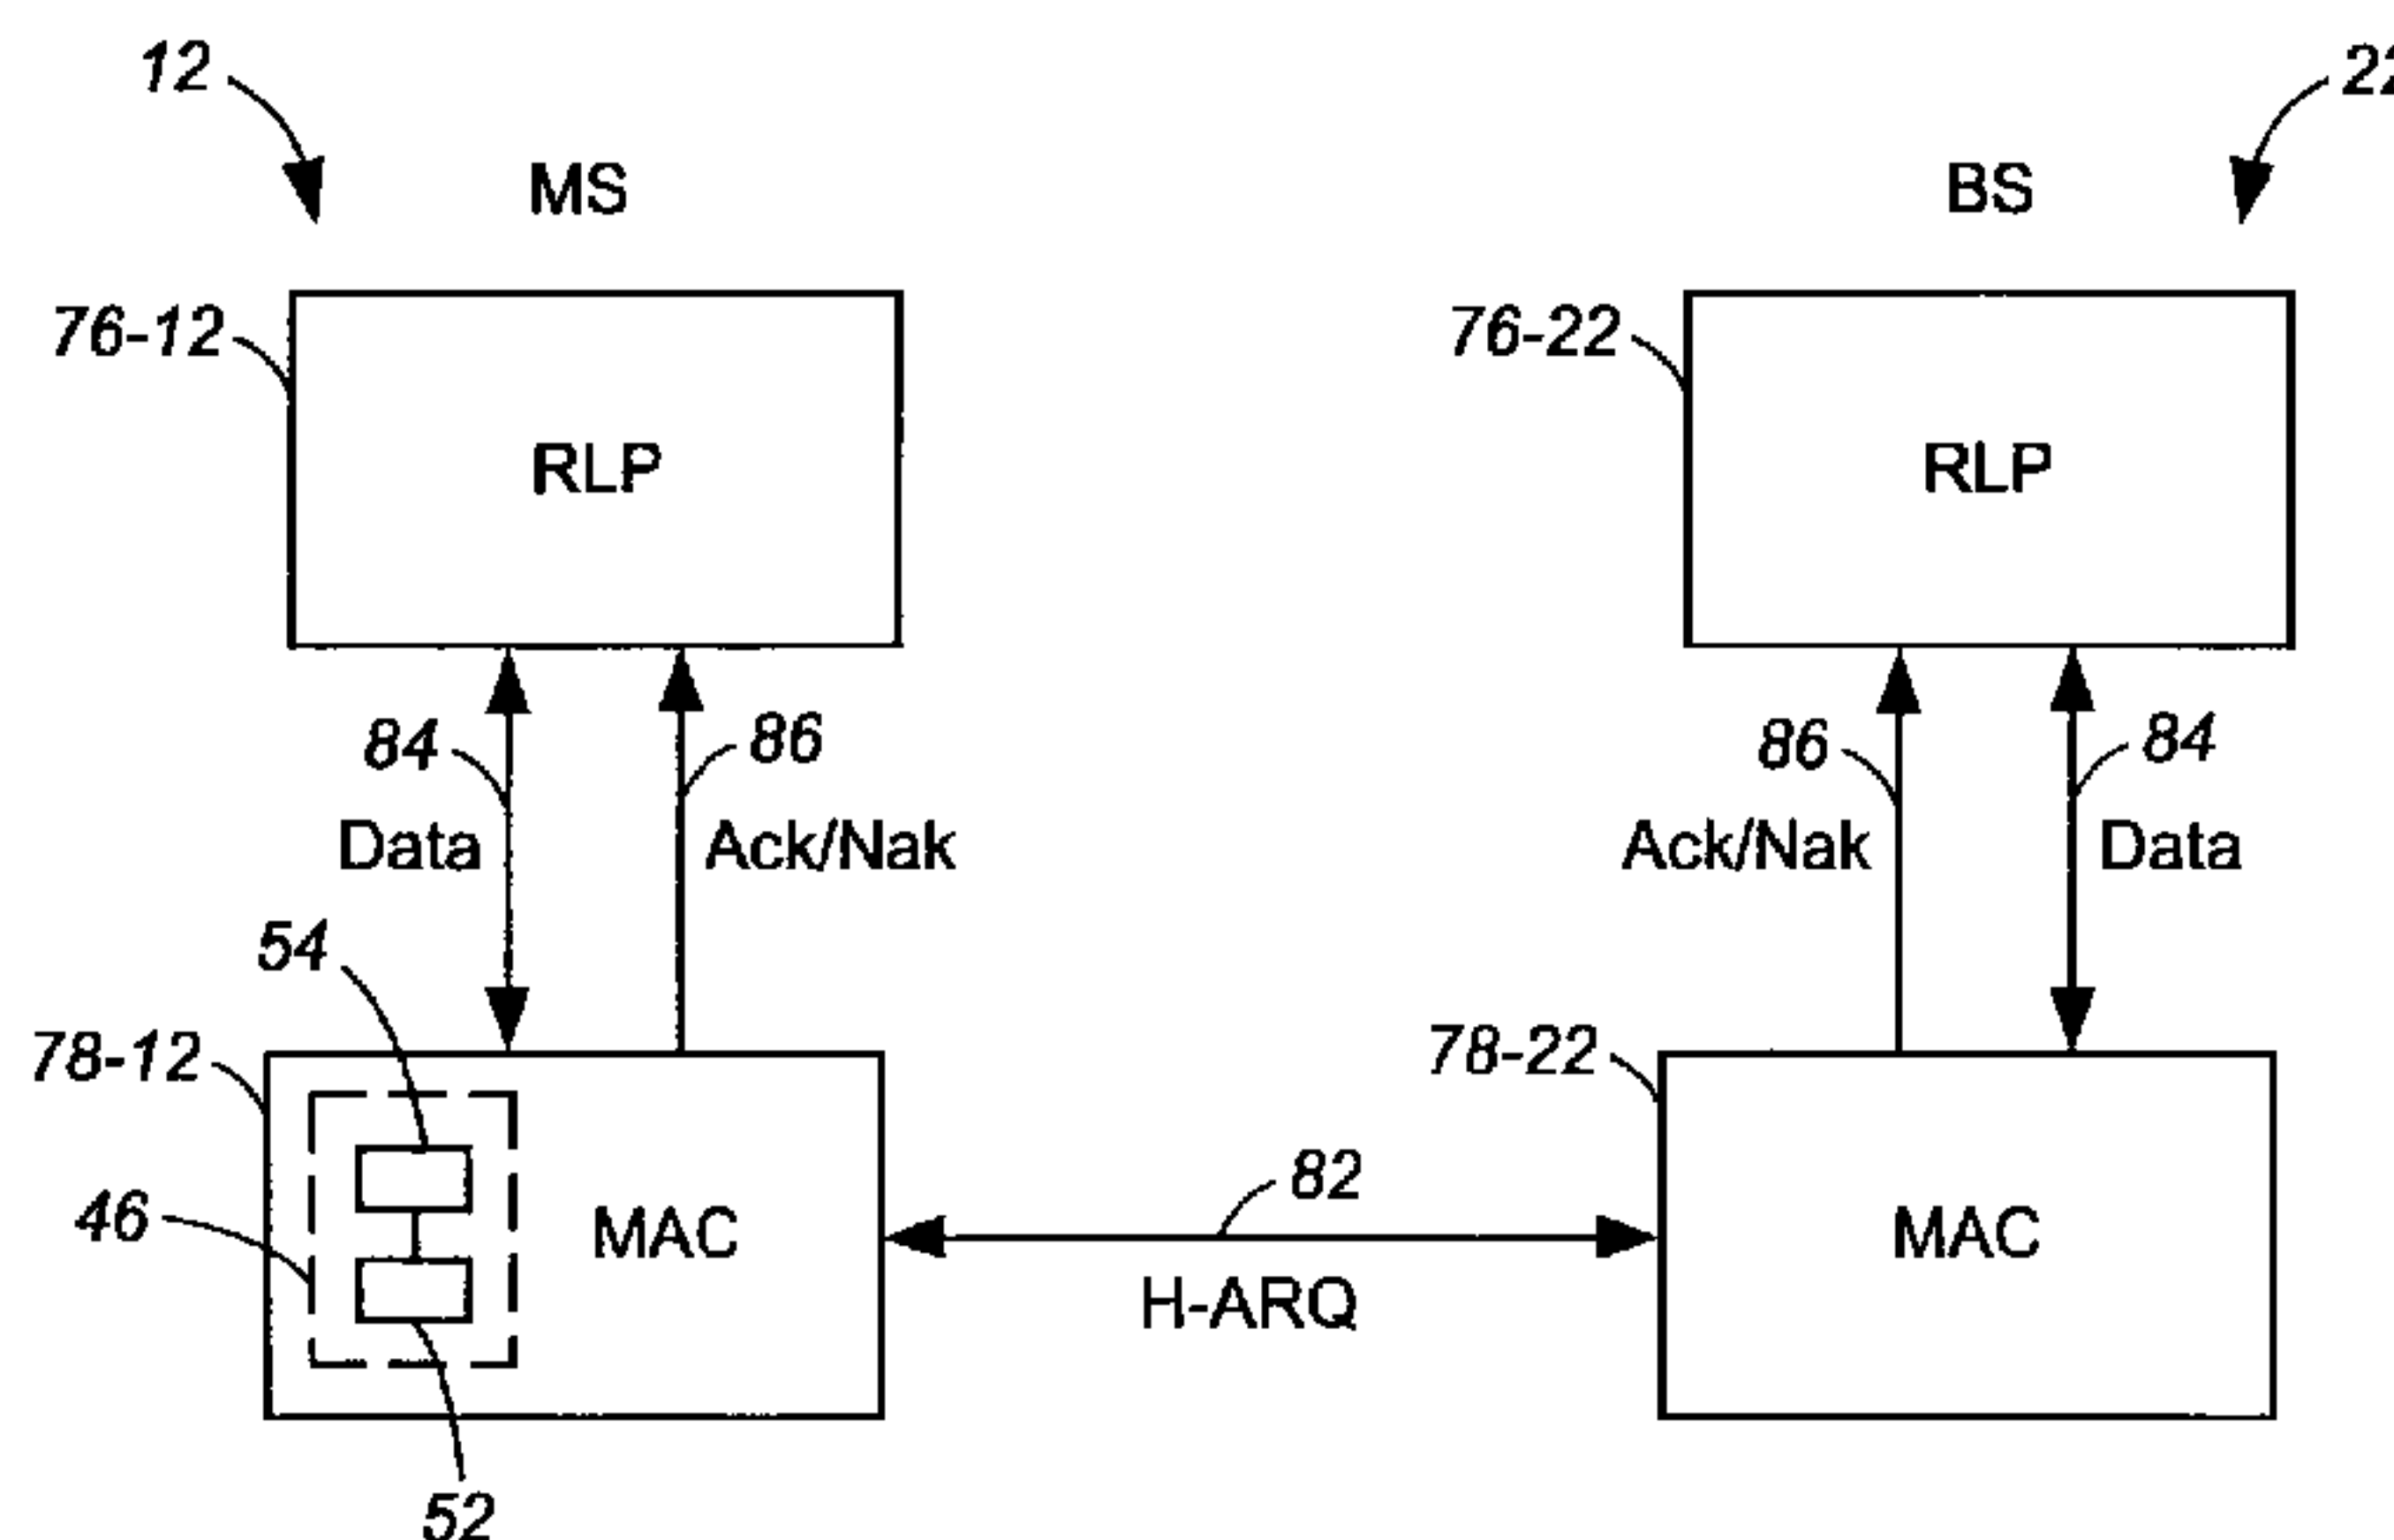 12
22
MS
BS
76-12
76-22
RLP
RLP
84
86
86
84
Data
Ack/Nak
Ack/Nak
Data
54
78-12
78-22
46
82
MAC
MAC
H-ARQ
52